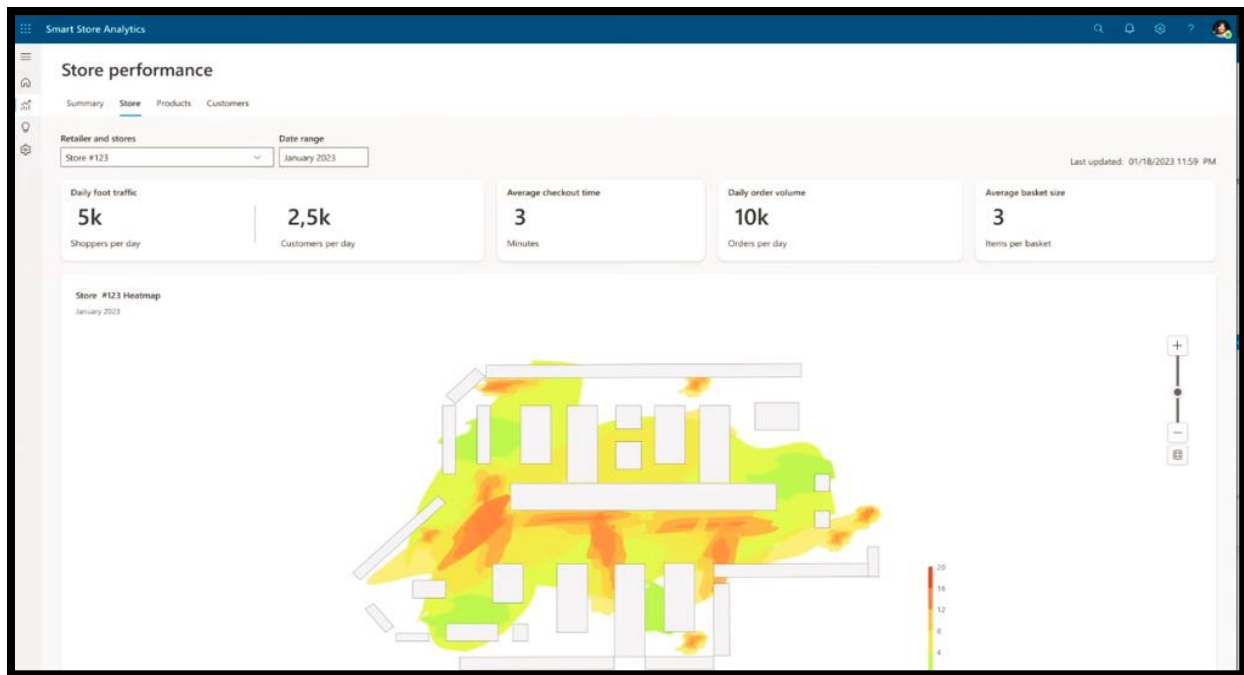 Smart Store Analytics
?
Store performance
Summary Store Products Customers
Retailer and stores Date range
Store #123 January 2023
Last updated: 01/18/2023 11:59 PM
Daily foot traffic Average checkout time Daily order volume Average basket size
5k 2,5k 3 10k 3
Shoppers per day Customers per day Minutes Orders per day Items per basket
Store #123 Heatmap
January 2023
+
−
20
16
12
8
4